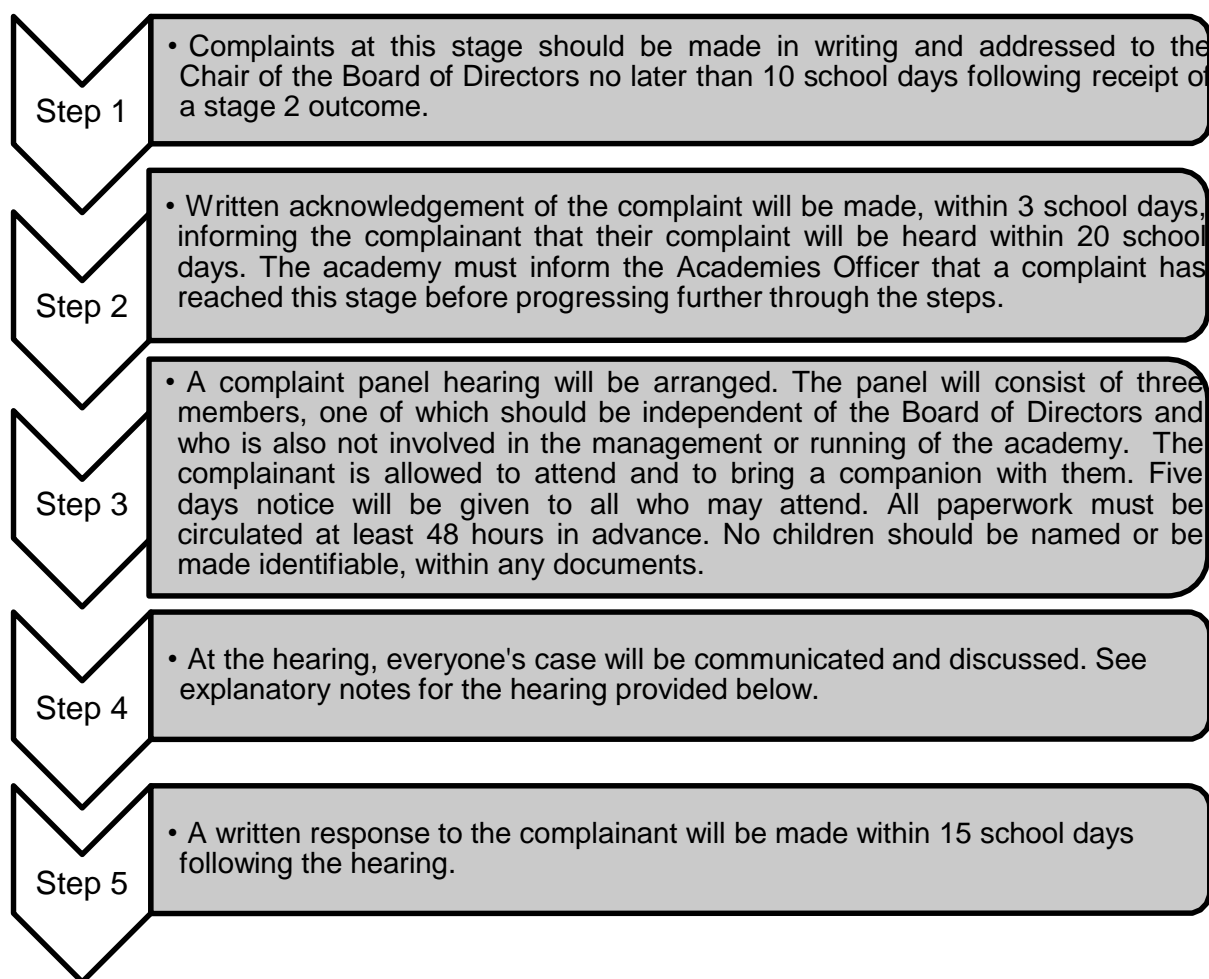 Step 1
• Complaints at this stage should be made in writing and addressed to the
Chair of the Board of Directors no later than 10 school days following receipt of
a stage 2 outcome.
Step 2
• Written acknowledgement of the complaint will be made, within 3 school days,
informing the complainant that their complaint will be heard within 20 school
days. The academy must inform the Academies Officer that a complaint has
reached this stage before progressing further through the steps.
Step 3
• A complaint panel hearing will be arranged. The panel will consist of three
members, one of which should be independent of the Board of Directors and
who is also not involved in the management or running of the academy. The
complainant is allowed to attend and to bring a companion with them. Five
days notice will be given to all who may attend. All paperwork must be
circulated at least 48 hours in advance. No children should be named or be
made identifiable, within any documents.
Step 4
• At the hearing, everyone's case will be communicated and discussed. See
explanatory notes for the hearing provided below.
Step 5
• A written response to the complainant will be made within 15 school days
following the hearing.